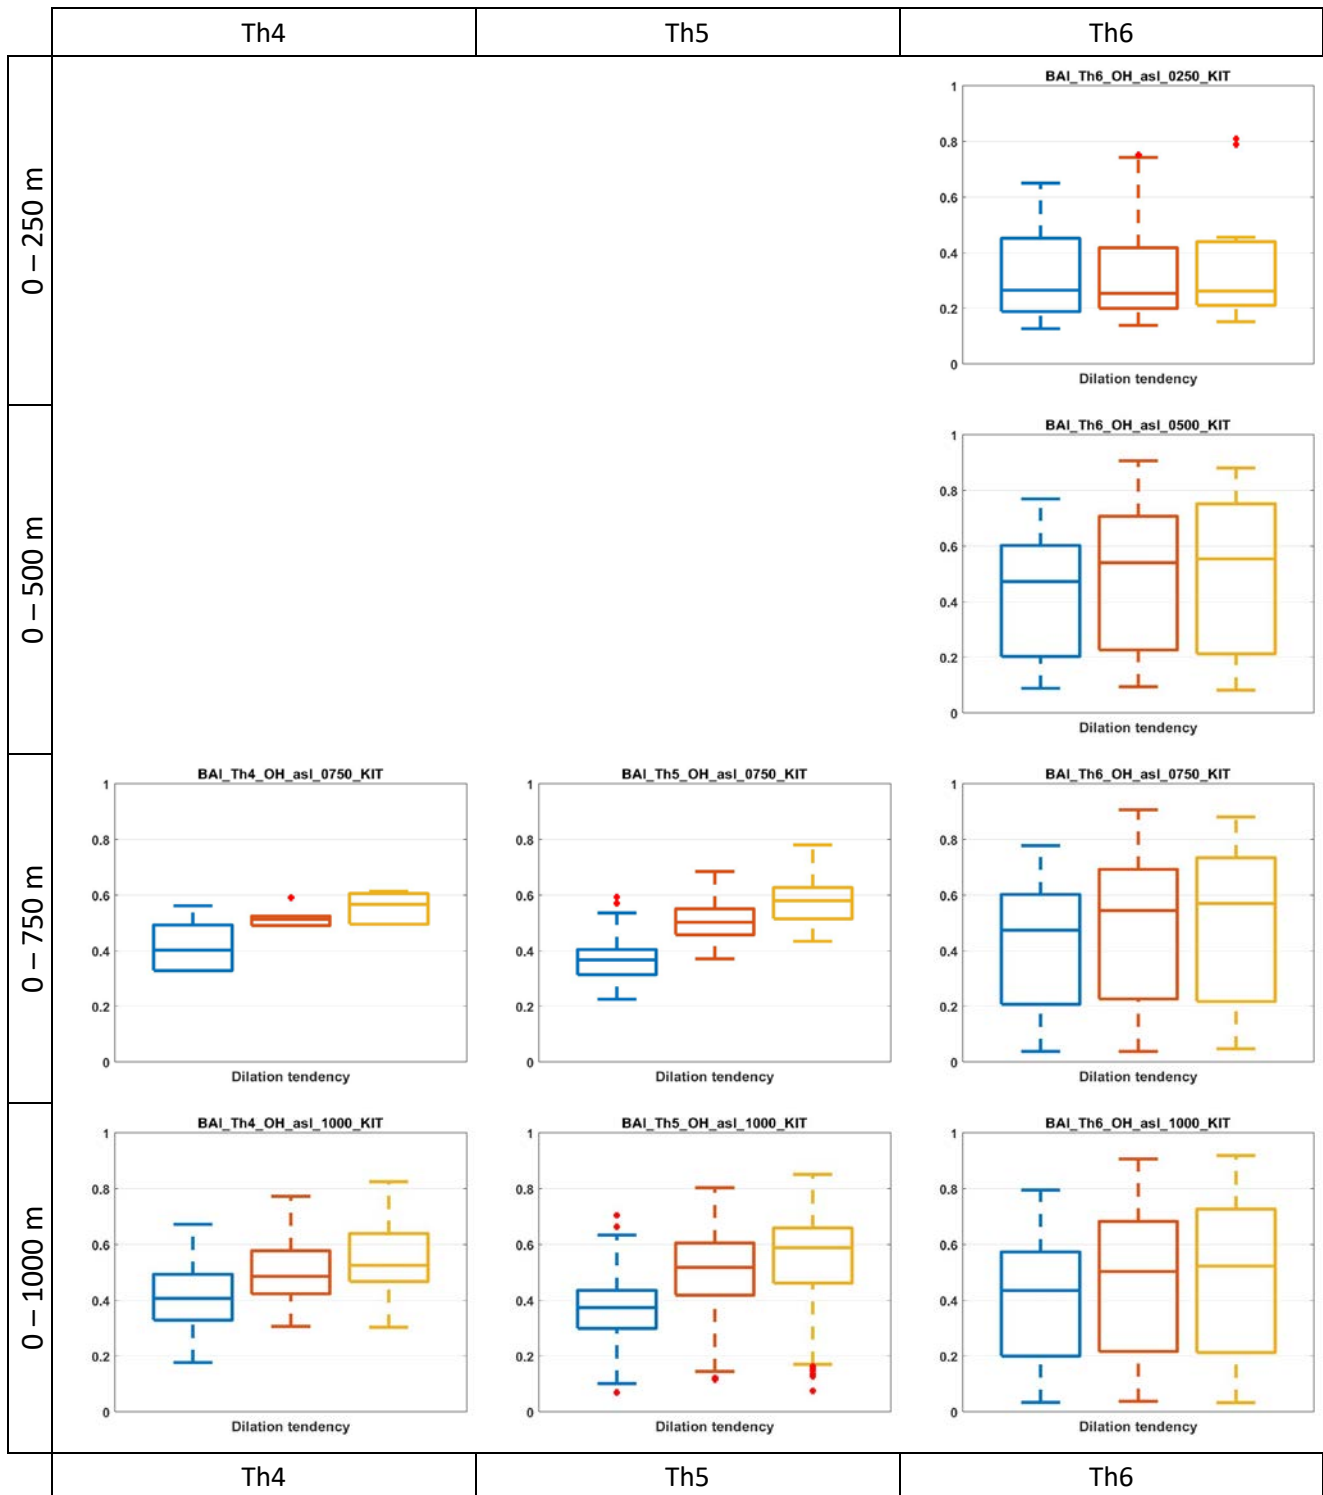 Th4 Th5 Th6
0 – 250 m
BAI_Th6_OH_asl_0250_KIT
1
0.8
0.6
0.4
0.2
0
Dilation tendency
0 – 500 m
BAI_Th6_OH_asl_0500_KIT
1
0.8
0.6
0.4
0.2
0
Dilation tendency
0 – 750 m
BAI_Th4_OH_asl_0750_KIT
1
0.8
0.6
0.4
0.2
0
Dilation tendency
BAI_Th5_OH_asl_0750_KIT
1
0.8
0.6
0.4
0.2
0
Dilation tendency
BAI_Th6_OH_asl_0750_KIT
1
0.8
0.6
0.4
0.2
0
Dilation tendency
0 – 1000 m
BAI_Th4_OH_asl_1000_KIT
1
0.8
0.6
0.4
0.2
0
Dilation tendency
BAI_Th5_OH_asl_1000_KIT
1
0.8
0.6
0.4
0.2
0
Dilation tendency
BAI_Th6_OH_asl_1000_KIT
1
0.8
0.6
0.4
0.2
0
Dilation tendency
Th4 Th5 Th6